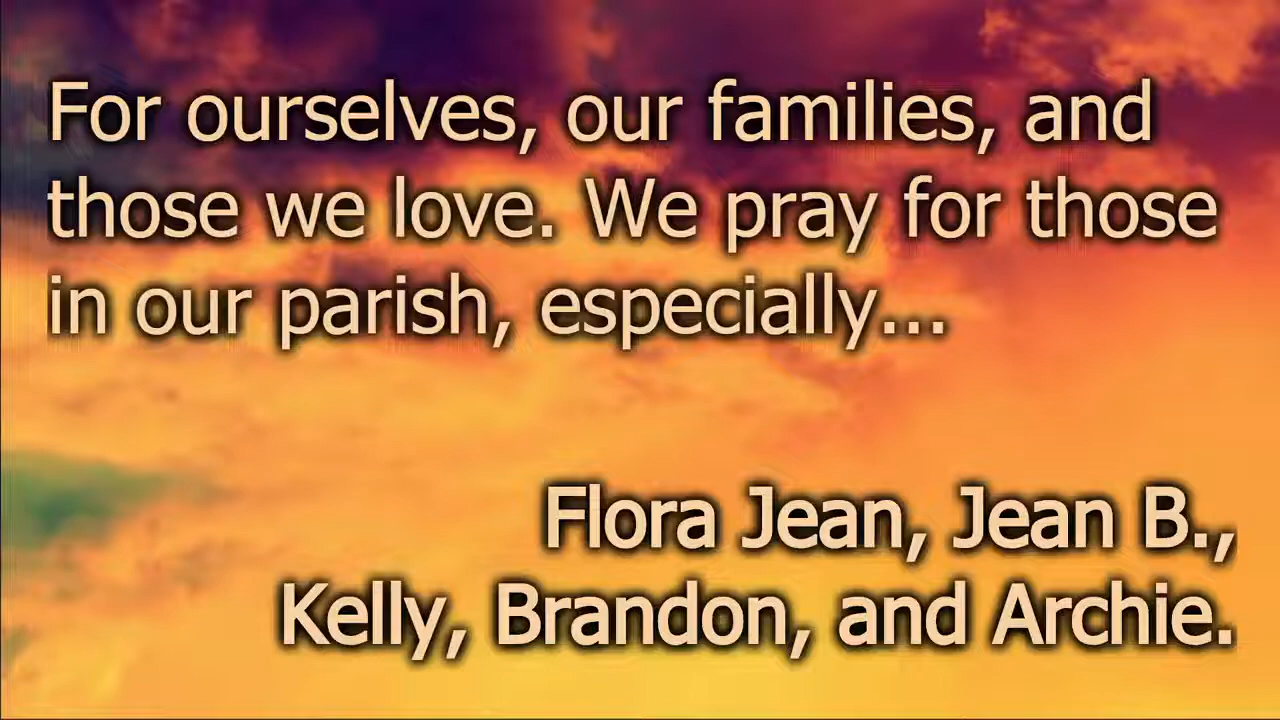 For ourselves, our families, and
those we love. We pray for those
in our parish, especially...
Flora Jean, Jean B.,
Kelly, Brandon, and Archie.